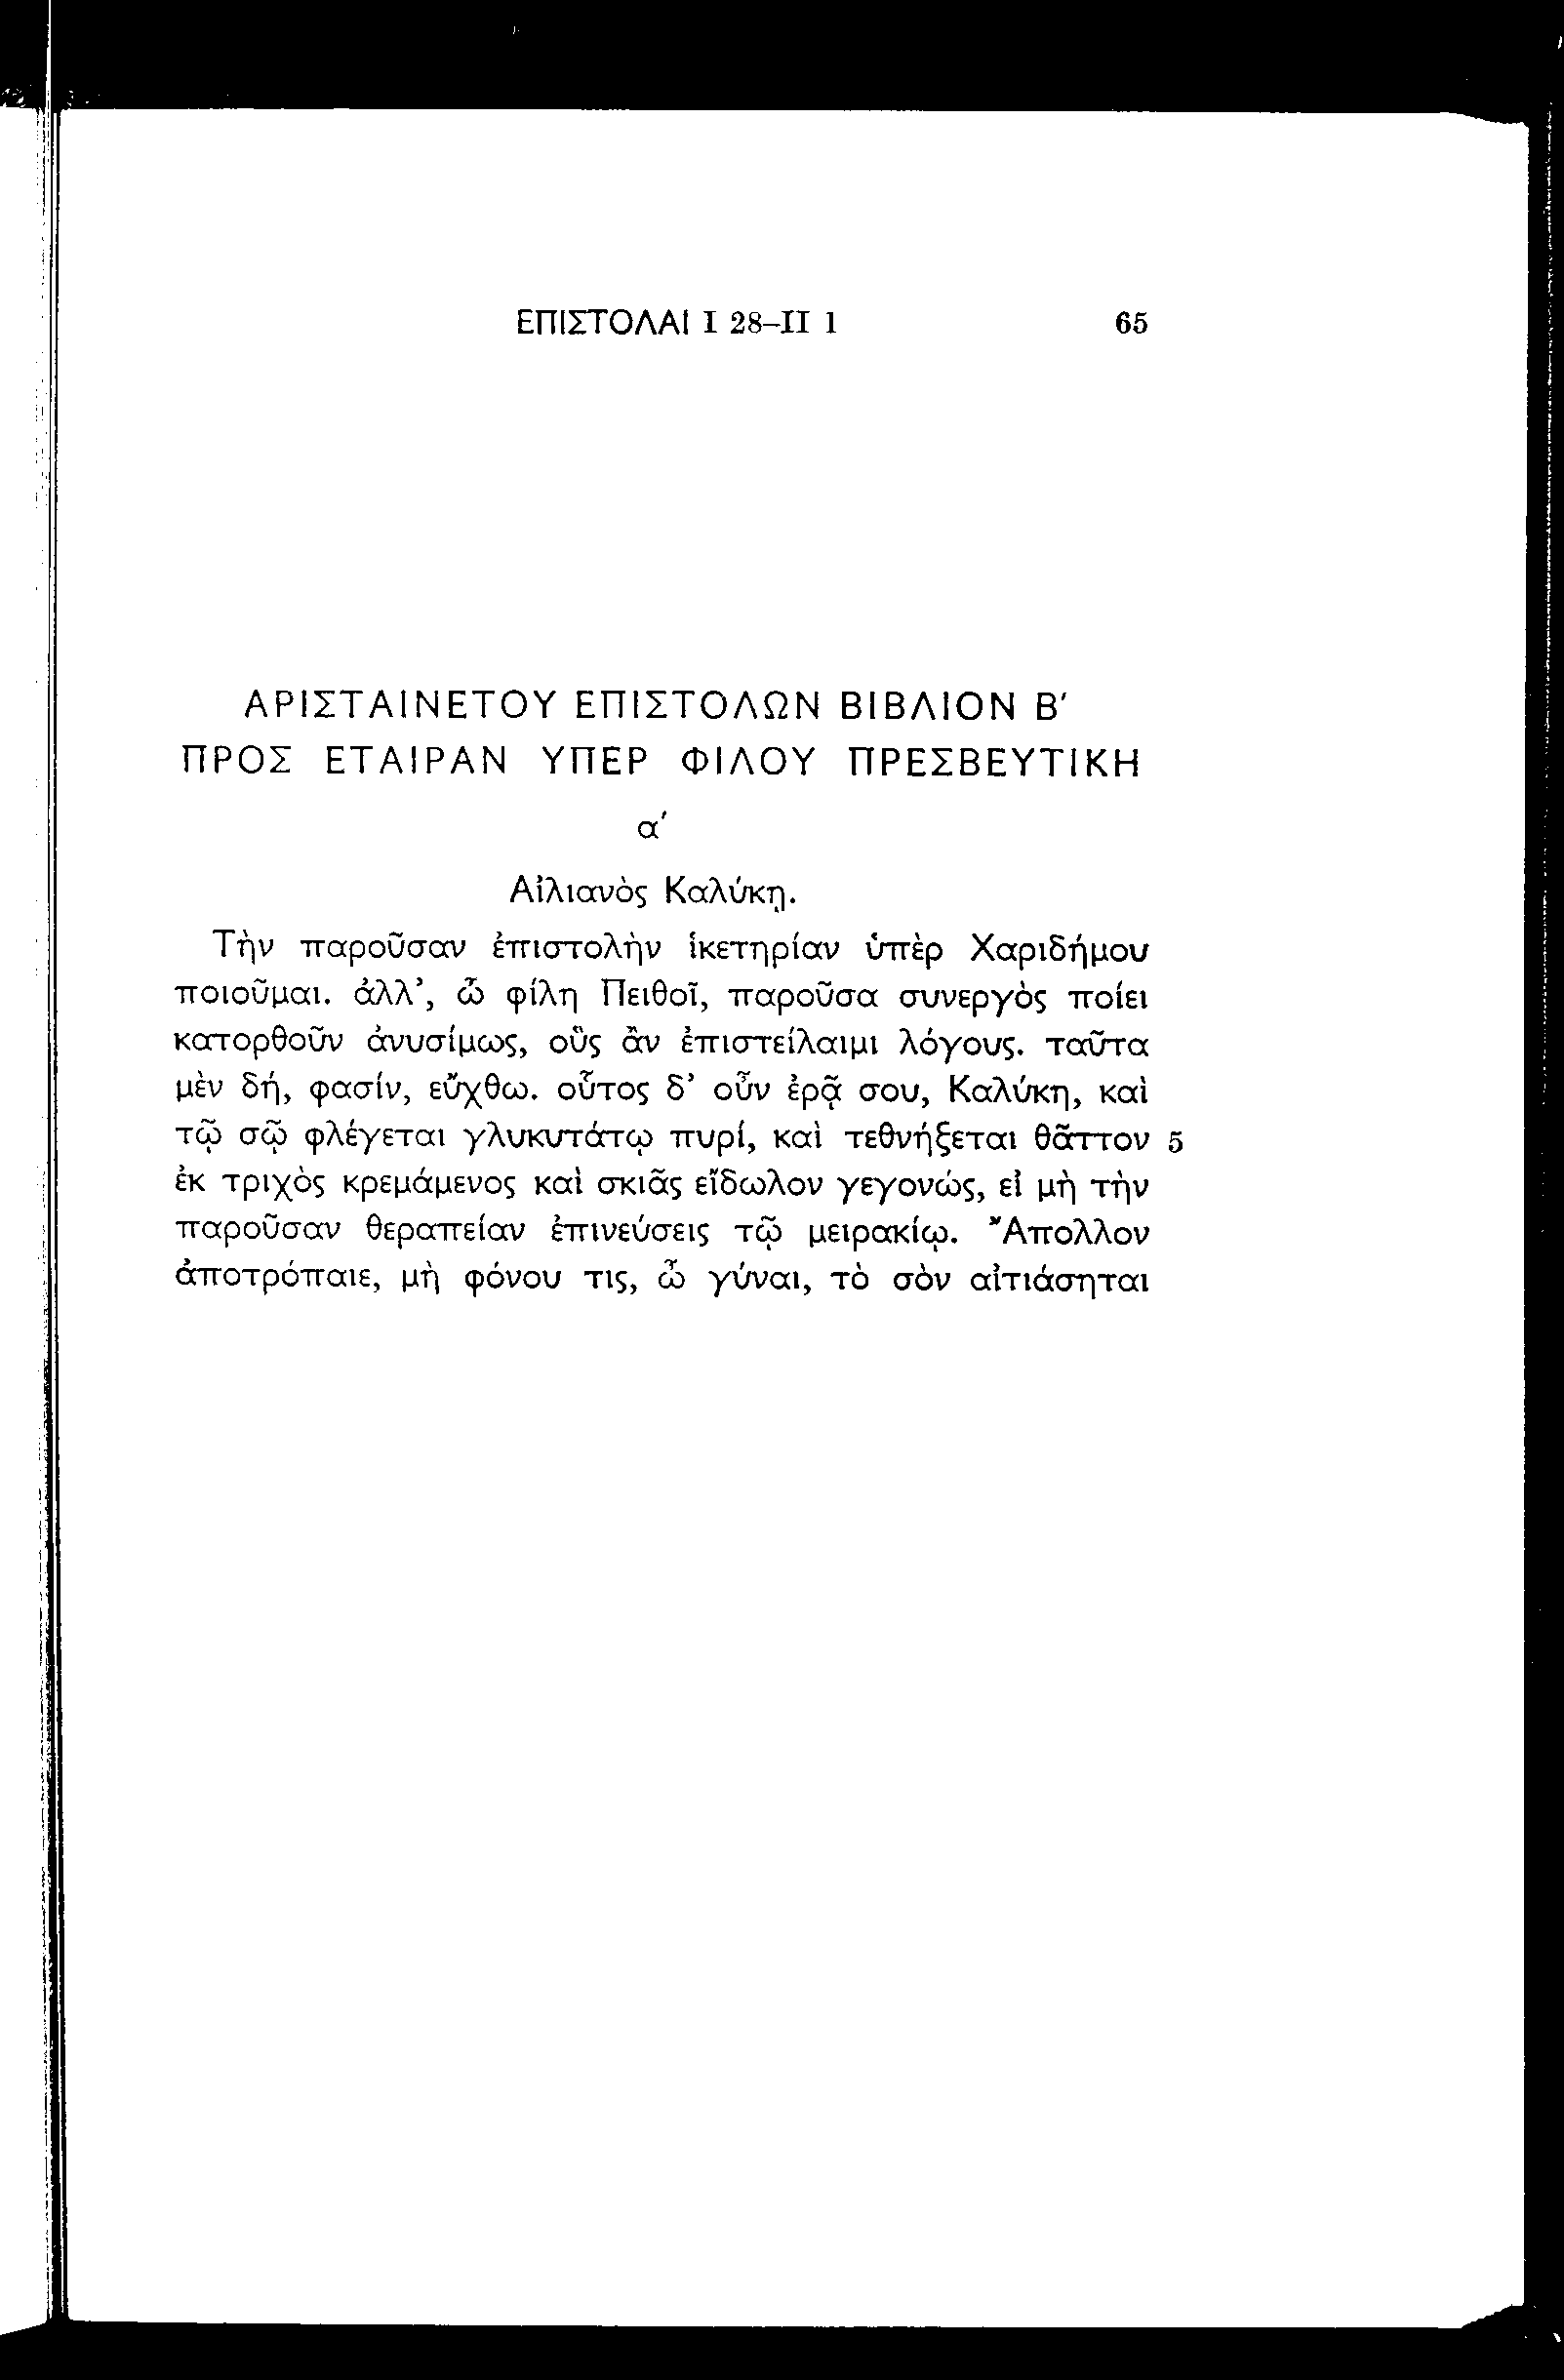 ΕΠΙΣΤΟΛΑΙ I 28–II 1 65
ΑΡΙΣΤΑΙΝΕΤΟΥ ΕΠΙΣΤΟΛΩΝ ΒΙΒΛΙΟΝ Β′
ΠΡΟΣ ΕΤΑΙΡΑΝ ΥΠΕΡ ΦΙΛΟΥ ΠΡΕΣΒΕΥΤΙΚΗ
α′
Αἰλιανὸς Καλύκῃ.
Τὴν παροῦσαν ἐπιστολὴν ἱκετηρίαν ὑπὲρ Χαριδήμου
ποιοῦμαι. ἀλλ’, ὦ φίλη Πειθοῖ, παροῦσα συνεργὸς ποίει
κατορθοῦν ἀνυσίμως, οὓς ἂν ἐπιστείλαιμι λόγους. ταῦτα
μὲν δή, φασίν, εὔχθω. οὗτος δ’ οὖν ἐρᾷ σου, Καλύκη, καὶ
τῷ σῷ φλέγεται γλυκυτάτῳ πυρί, καὶ τεθνήξεται θᾶττον 5
ἐκ τριχὸς κρεμάμενος καὶ σκιᾶς εἴδωλον γεγονώς, εἰ μὴ τὴν
παροῦσαν θεραπείαν ἐπινεύσεις τῷ μειρακίῳ. Ἄπολλον
ἀποτρόπαιε, μὴ φόνου τις, ὦ γύναι, τὸ σὸν αἰτιάσηται